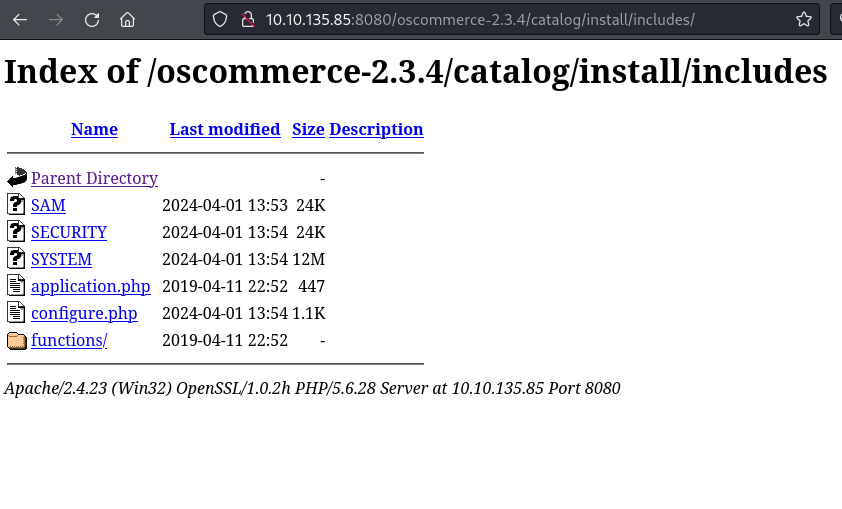 10.10.135.85:8080/oscommerce-2.3.4/catalog/install/includes/
Index of /oscommerce-2.3.4/catalog/install/includes
Name Last modified Size Description
Parent Directory -
SAM 2024-04-01 13:53 24K
SECURITY 2024-04-01 13:54 24K
SYSTEM 2024-04-01 13:54 12M
application.php 2019-04-11 22:52 447
configure.php 2024-04-01 13:54 1.1K
functions/ 2019-04-11 22:52 -
Apache/2.4.23 (Win32) OpenSSL/1.0.2h PHP/5.6.28 Server at 10.10.135.85 Port 8080